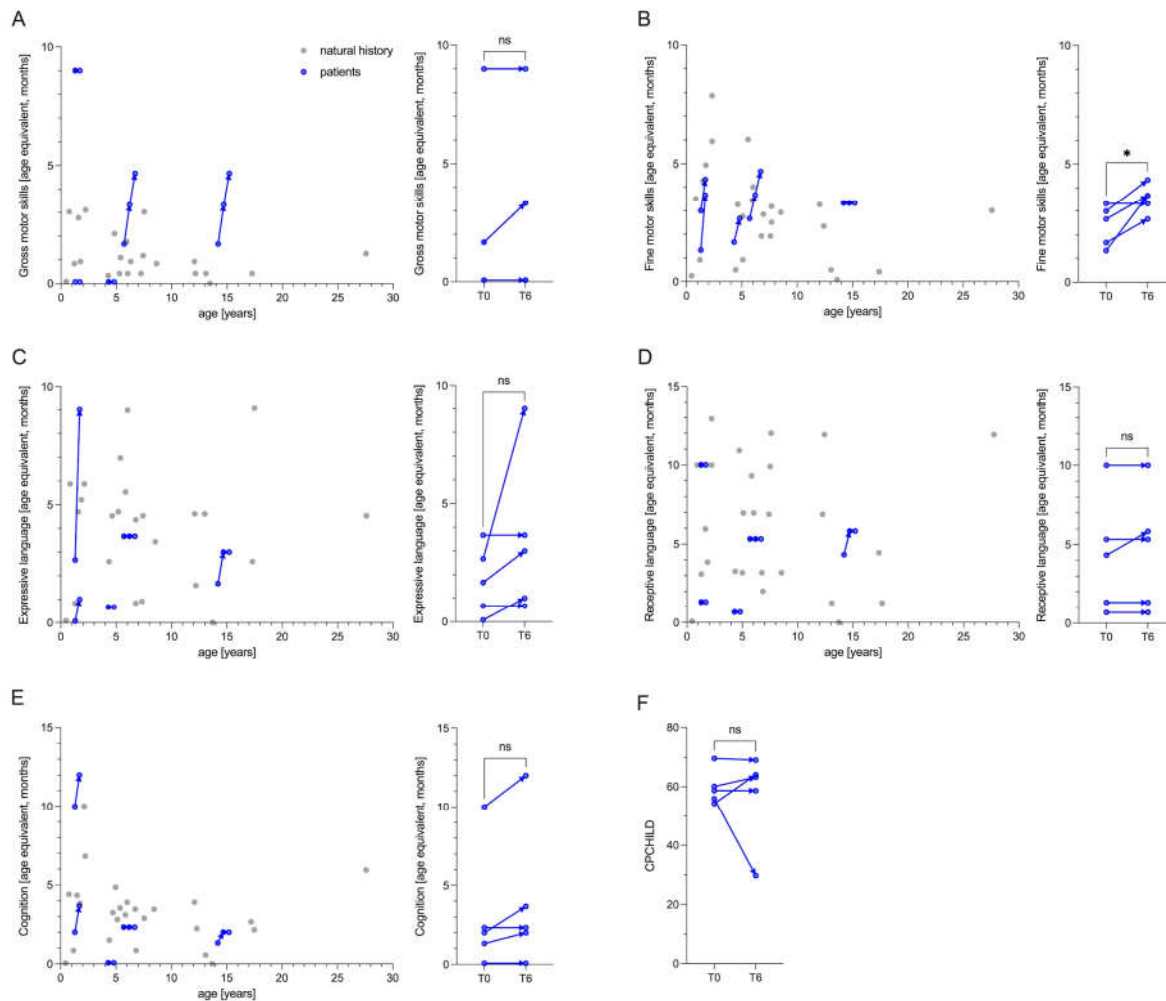 A
B
Gross motor skills [age equivalent, months]
10
5
0
0 5 10 15 20 25 30
age [years]
natural history
patients
Gross motor skills [age equivalent, months]
10
5
0
ns
T0 T6
Fine motor skills [age equivalent, months]
10
5
0
0 5 10 15 20 25 30
age [years]
Fine motor skills [age equivalent, months]
10
5
0
*
T0 T6
C
D
Expressive language [age equivalent, months]
10
5
0
0 5 10 15 20 25 30
age [years]
Expressive language [age equivalent, months]
10
5
0
ns
T0 T6
Receptive language [age equivalent, months]
15
10
5
0
0 5 10 15 20 25 30
age [years]
Receptive language [age equivalent, months]
15
10
5
0
ns
T0 T6
E
F
Cognition [age equivalent, months]
15
10
5
0
0 5 10 15 20 25 30
age [years]
Cognition [age equivalent, months]
15
10
5
0
ns
T0 T6
CPCHILD
80
60
40
20
0
ns
T0 T6